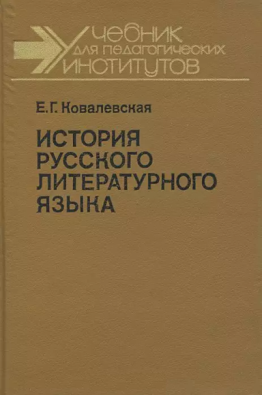 Учебник
для педагогических
институтов
Е.Г. Ковалевская
ИСТОРИЯ
РУССКОГО
ЛИТЕРАТУРНОГО
ЯЗЫКА